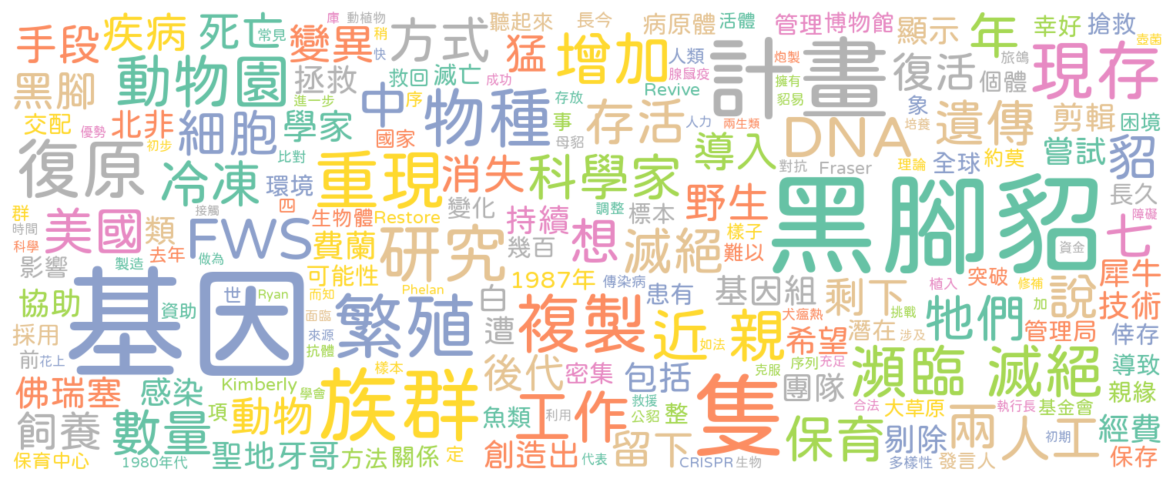 手段 疾病 死亡 常見 庫 動植物 變異 稍 快 方式 聽起來 長今 猛 增加 病原體 活體 人類 腺鼠疫 計畫 管理 博物館 炮製 旅鴿 顯示 年 幸好 搶救 壺菌
黑腳 動物園 拯救 救回 滅亡 成功 Revive 擁有 貂易 復活 個體 現存
交配 優勢 北非 學家 進一步 序 中 物種 存放 事 母貂 存活 人力 兩生類 DNA 培養 象 遺傳 剪輯 困境
復原 初步 細胞 比對 國家 重現 消失 科學家 導入 對抗 Fraser 理論 全球 約莫 嘗試 貂
冷凍 環境 四 生物體 Restore 變化 持續 調整 標本 野生 樣子 難以 黑腳貂 資金 長久 障礙
群 時間 科學 美國 類 接觸 FWS 費蘭 研究 幾百 想 滅絕 七
影響 製造 去年 做為 可能性 Phelan 1987年 傳染病 患有 基因組 剩下 說 植入 突破 修補 犀牛
協助 資助 基因 世 Ryan 而知 面臨 來源 抗體 繁殖 白 遭 複製 近親 犬瘟熱 如法 希望 潛在 挑戰 涉及 牠們 加 管理局 技術 倖存
採用 前 花上 樣本 後代 密集 包括 克服 序列 充足 團隊 瀕臨 滅絕 導致 親緣
佛瑞塞 感染 Kimberly 學會 項 族群 魚類 工作 利用 救援 公貂 整 隻 合法 大草原 執行長 基金會
飼養 數量 動物 創造出 留下 保育 剔除 兩 人工 初期 經費
保育中心 1980年代 聖地牙哥 方法 關係 定 代表 CRISPR 生物 多樣性 發言人 保存